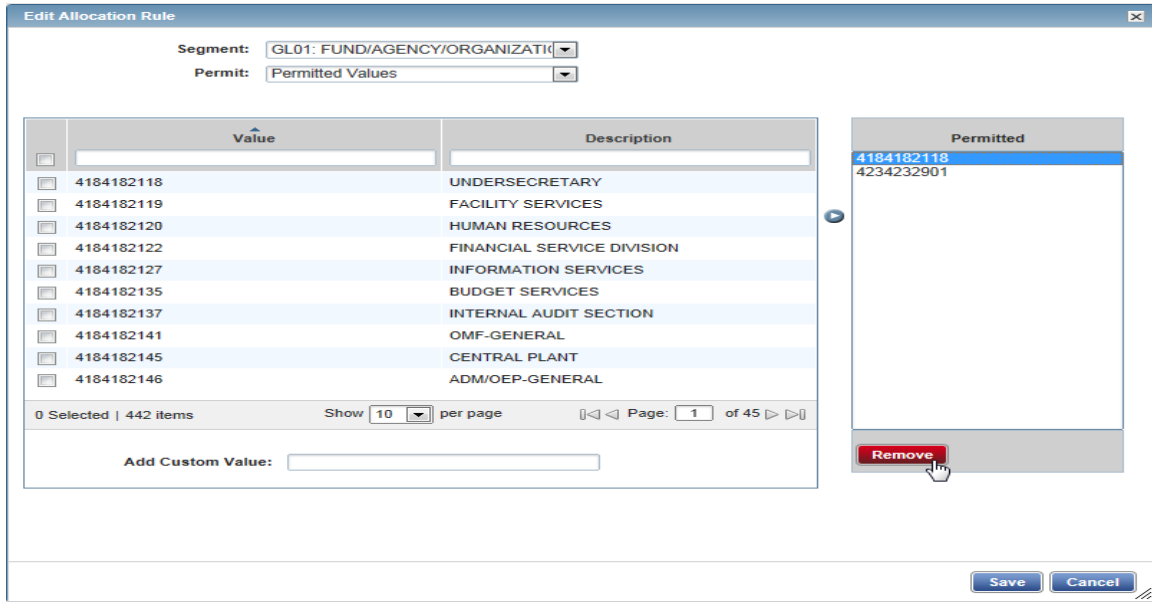 Edit Allocation Rule
Segment: GL01: FUND/AGENCY/ORGANIZATI(
Permit: Permitted Values
Value Description Permitted
4184182118 UNDERSECRETARY 4184182118
4184182119 FACILITY SERVICES 4234232901
4184182120 HUMAN RESOURCES
4184182122 FINANCIAL SERVICE DIVISION
4184182127 INFORMATION SERVICES
4184182135 BUDGET SERVICES
4184182137 INTERNAL AUDIT SECTION
4184182141 OMF-GENERAL
4184182145 CENTRAL PLANT
4184182146 ADM/OEP-GENERAL
0 Selected | 442 items Show 10 per page Page: 1 of 45
Add Custom Value: Remove
Save Cancel